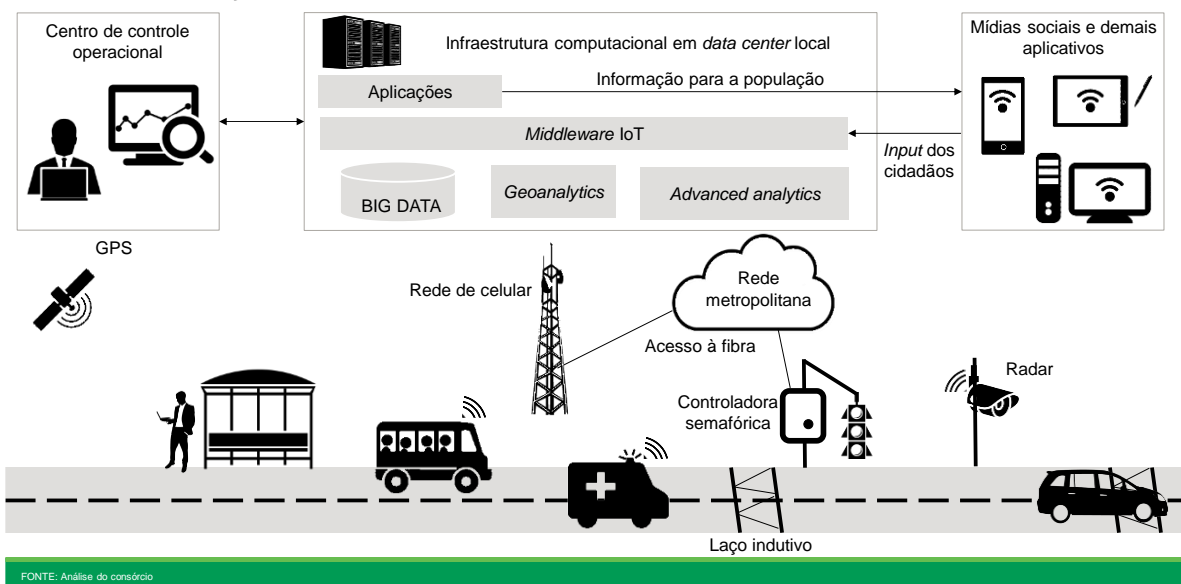 Centro de controle
operacional
Infraestrutura computacional em data center local
Aplicações
Informação para a população
Middleware IoT
BIG DATA
Geoanalytics
Advanced analytics
Mídias sociais e demais
aplicativos
Input dos
cidadãos
GPS
Rede de celular
Rede
metropolitana
Acesso à fibra
Controladora
semafórica
Radar
Laço indutivo
FONTE: Análise do consórcio